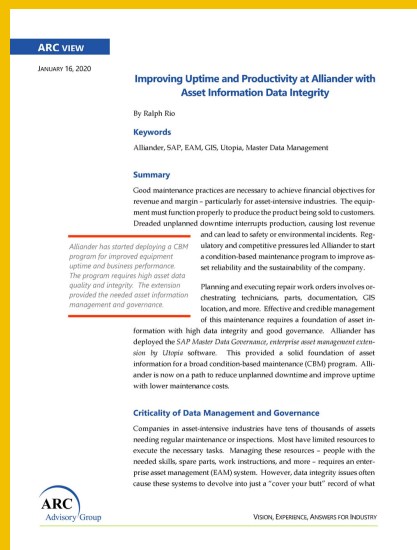 ARC VIEW
JANUARY 16, 2020
Improving Uptime and Productivity at Alliander with
Asset Information Data Integrity
By Ralph Rio
Keywords
Alliander, SAP, EAM, GIS, Utopia, Master Data Management
Summary
Good maintenance practices are necessary to achieve financial objectives for
revenue and margin – particularly for asset-intensive industries. The equip-
ment must function properly to produce the product being sold to customers.
Dreaded unplanned downtime interrupts production, causing lost revenue
and can lead to safety or environmental incidents. Reg-
ulatory and competitive pressures led Alliander to start
a condition-based maintenance program to improve as-
set reliability and the sustainability of the company.
Alliander has started deploying a CBM
program for improved equipment
uptime and business performance.
The program requires high asset data
quality and integrity. The extension
provided the needed asset information
management and governance.
Planning and executing repair work orders involves or-
chestrating technicians, parts, documentation, GIS
location, and more. Effective and credible management
of this maintenance requires a foundation of asset in-
formation with high data integrity and good governance. Alliander has
deployed the SAP Master Data Governance, enterprise asset management exten-
sion by Utopia software. This provided a solid foundation of asset
information for a broad condition-based maintenance (CBM) program. Alli-
ander is now on a path to reduce unplanned downtime and improve uptime
with lower maintenance costs.
Criticality of Data Management and Governance
Companies in asset-intensive industries have tens of thousands of assets
needing regular maintenance or inspections. Most have limited resources to
execute the necessary tasks. Managing these resources – people with the
needed skills, spare parts, work instructions, and more – requires an enter-
prise asset management (EAM) system. However, data integrity issues often
cause these systems to devolve into just a “cover your butt” record of what
ARC
Advisory Group
VISION, EXPERIENCE, ANSWERS FOR INDUSTRY